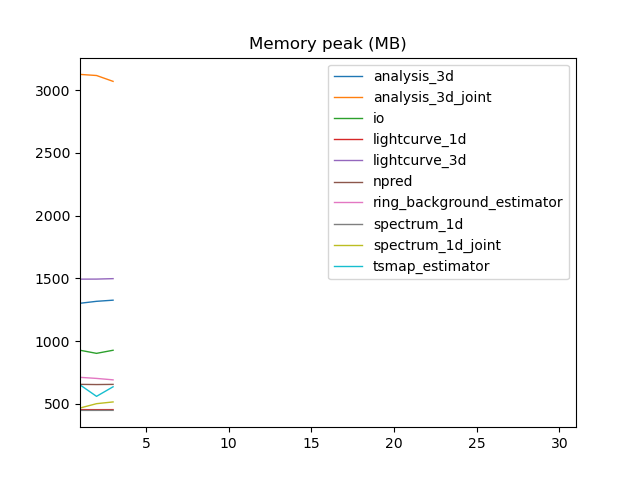 Memory peak (MB)
3000
2500
2000
1500
1000
500
analysis_3d
analysis_3d_joint
io
lightcurve_1d
lightcurve_3d
npred
ring_background_estimator
spectrum_1d
spectrum_1d_joint
tsmap_estimator
5 10 15 20 25 30